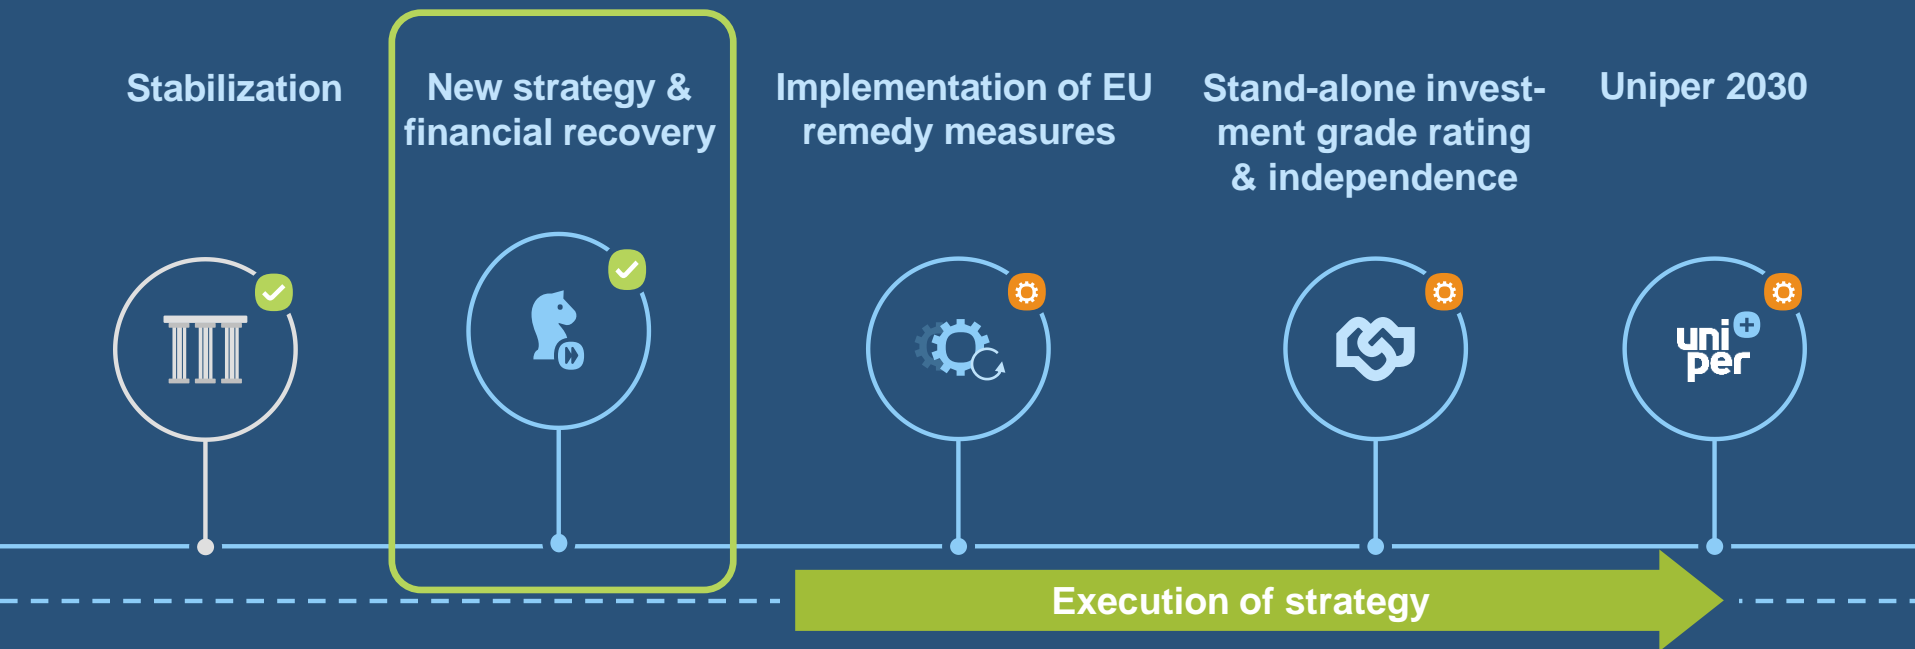 Stabilization
New strategy &
financial recovery
Implementation of EU
remedy measures
Stand-alone invest-
ment grade rating
& independence
Uniper 2030
uni
per
Execution of strategy